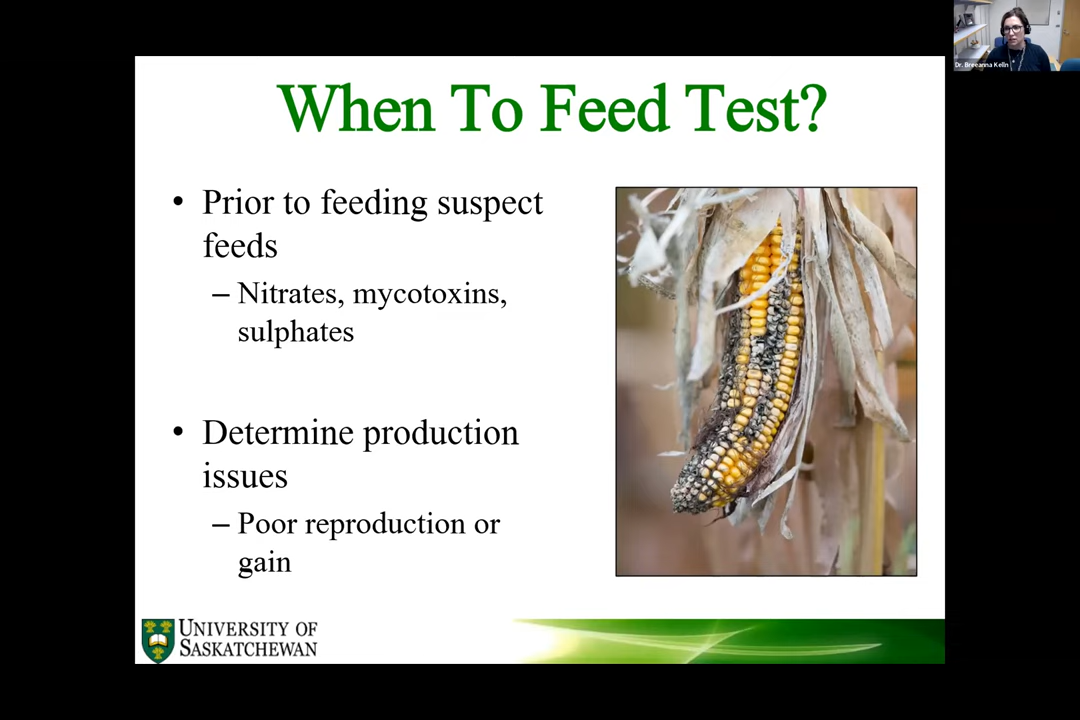 Dr. Breeanna Kelln
When To Feed Test?
• Prior to feeding suspect
feeds
– Nitrates, mycotoxins,
sulphates
• Determine production
issues
– Poor reproduction or
gain
UNIVERSITY OF
SASKATCHEWAN